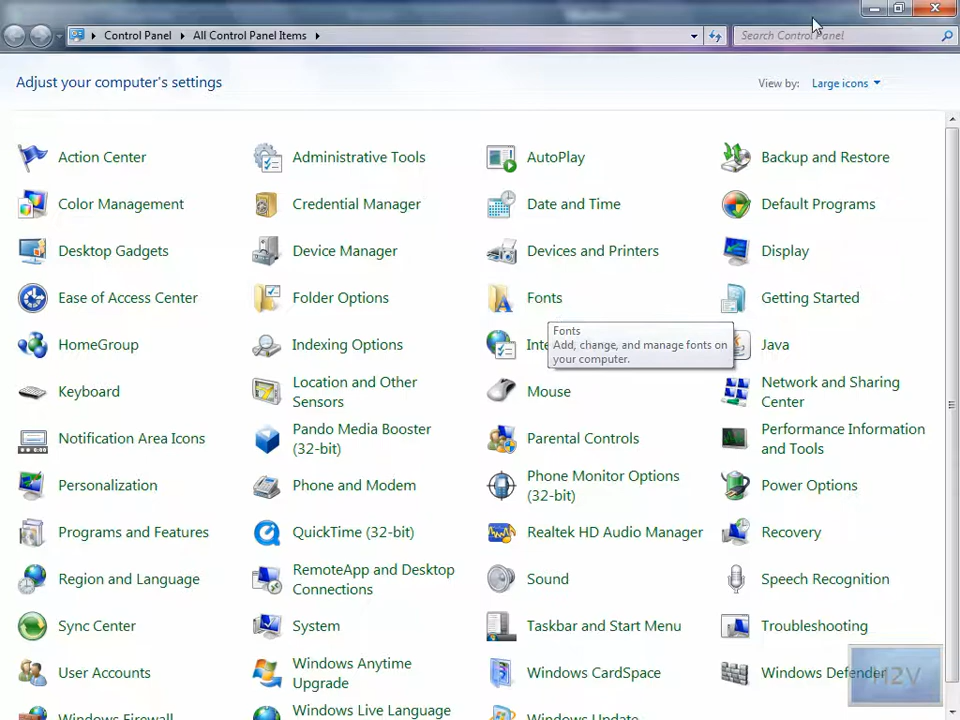 Control Panel
All Control Panel Items
Search Control Panel
Adjust your computer's settings
View by:
Large icons
Action Center
Administrative Tools
AutoPlay
Backup and Restore
Color Management
Credential Manager
Date and Time
Default Programs
Desktop Gadgets
Device Manager
Devices and Printers
Display
Ease of Access Center
Folder Options
Fonts
Getting Started
Fonts
Add, change, and manage fonts on
your computer.
HomeGroup
Indexing Options
Java
Keyboard
Location and Other
Sensors
Mouse
Network and Sharing
Center
Notification Area Icons
Pando Media Booster
(32-bit)
Parental Controls
Performance Information
and Tools
Personalization
Phone and Modem
Phone Monitor Options
(32-bit)
Power Options
Programs and Features
QuickTime (32-bit)
Realtek HD Audio Manager
Recovery
Region and Language
RemoteApp and Desktop
Connections
Sound
Speech Recognition
Sync Center
System
Taskbar and Start Menu
Troubleshooting
User Accounts
Windows Anytime
Upgrade
Windows CardSpace
Windows Defender
H2V
Windows Firewall
Windows Live Language
Windows Update